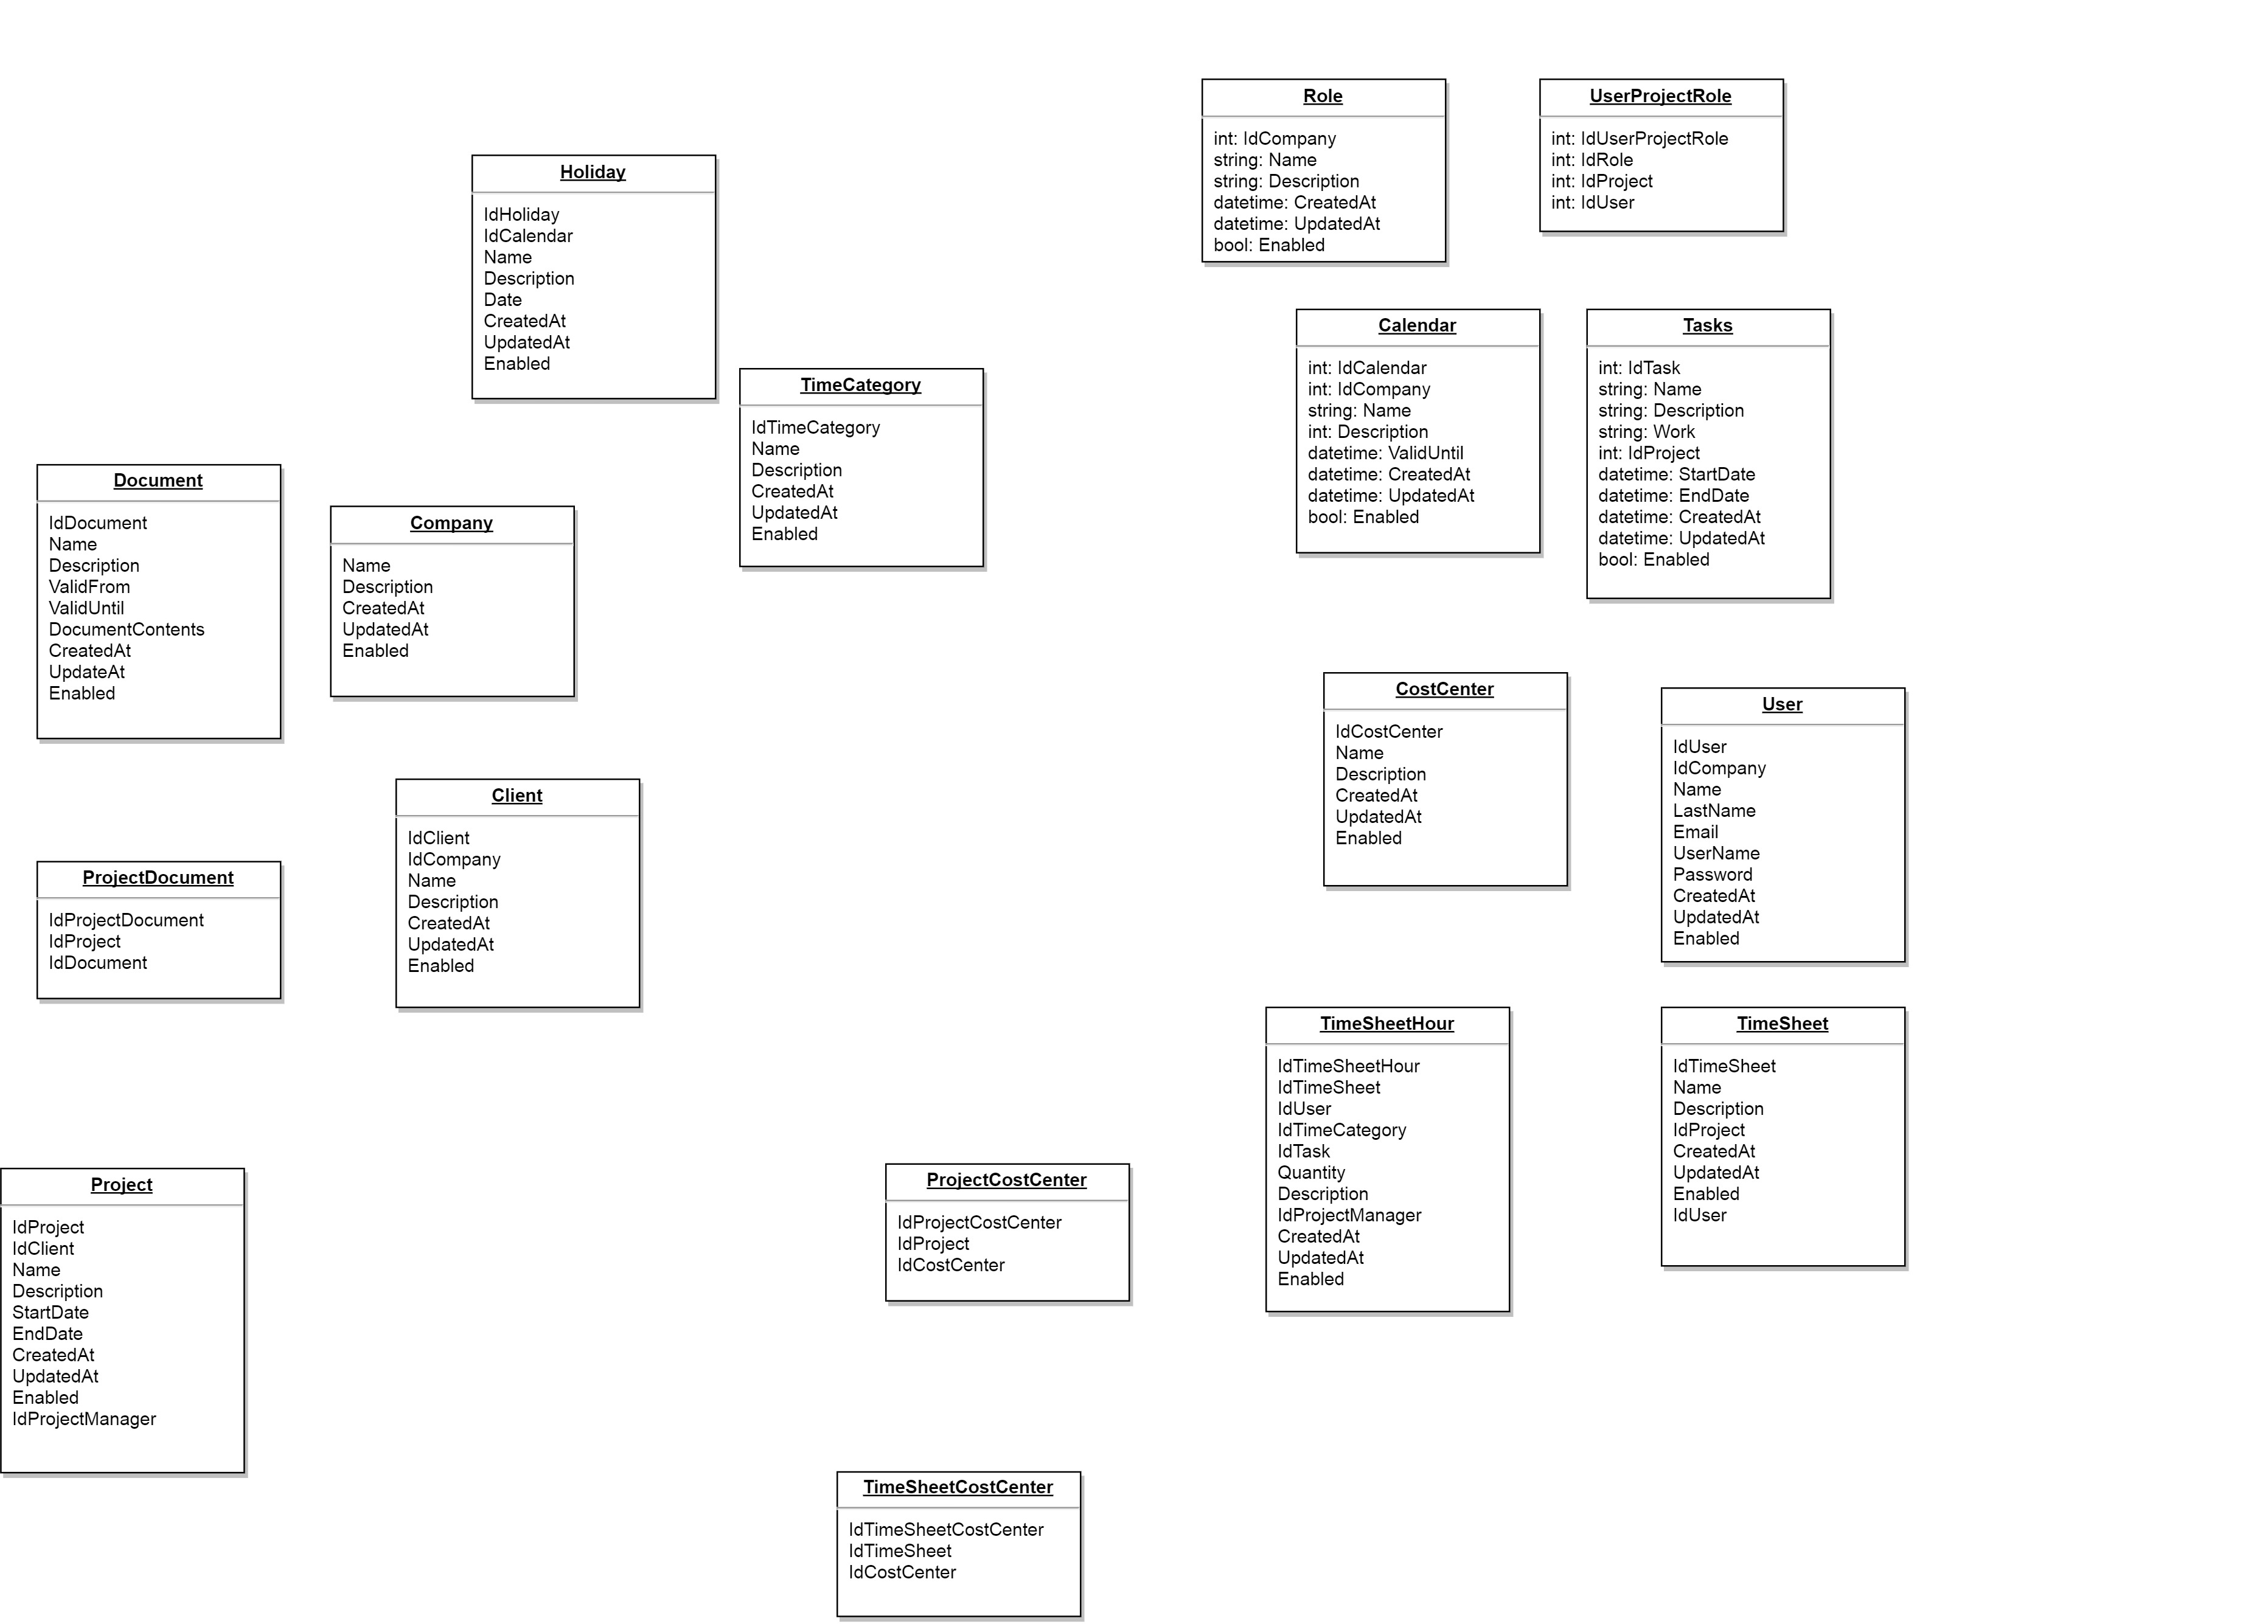 Role
int: IdCompany
string: Name
string: Description
datetime: CreatedAt
datetime: UpdatedAt
bool: Enabled
UserProjectRole
int: IdUserProjectRole
int: IdRole
int: IdProject
int: IdUser
Holiday
IdHoliday
IdCalendar
Name
Description
Date
CreatedAt
UpdatedAt
Enabled
Calendar
int: IdCalendar
int: IdCompany
string: Name
int: Description
datetime: ValidUntil
datetime: CreatedAt
datetime: UpdatedAt
bool: Enabled
Tasks
int: IdTask
string: Name
string: Description
string: Work
int: IdProject
datetime: StartDate
datetime: EndDate
datetime: CreatedAt
datetime: UpdatedAt
bool: Enabled
TimeCategory
IdTimeCategory
Name
Description
CreatedAt
UpdatedAt
Enabled
Document
IdDocument
Name
Description
ValidFrom
ValidUntil
DocumentContents
CreatedAt
UpdateAt
Enabled
Company
Name
Description
CreatedAt
UpdatedAt
Enabled
CostCenter
IdCostCenter
Name
Description
CreatedAt
UpdatedAt
Enabled
User
IdUser
IdCompany
Name
LastName
Email
UserName
Password
CreatedAt
UpdatedAt
Enabled
Client
IdClient
IdCompany
Name
Description
CreatedAt
UpdatedAt
Enabled
ProjectDocument
IdProjectDocument
IdProject
IdDocument
TimeSheetHour
IdTimeSheetHour
IdTimeSheet
IdUser
IdTimeCategory
IdTask
Quantity
Description
IdProjectManager
CreatedAt
UpdatedAt
Enabled
TimeSheet
IdTimeSheet
Name
Description
IdProject
CreatedAt
UpdatedAt
Enabled
IdUser
Project
IdProject
IdClient
Name
Description
StartDate
EndDate
CreatedAt
UpdatedAt
Enabled
IdProjectManager
ProjectCostCenter
IdProjectCostCenter
IdProject
IdCostCenter
TimeSheetCostCenter
IdTimeSheetCostCenter
IdTimeSheet
IdCostCenter